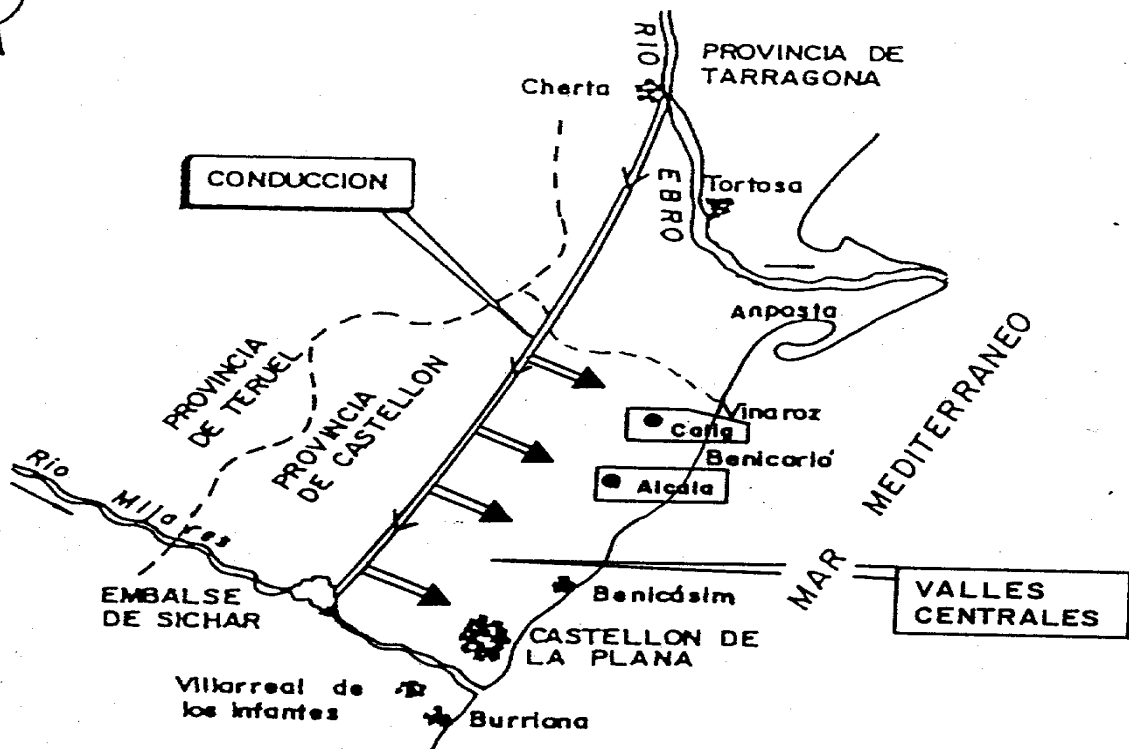 RIO
PROVINCIA DE
TARRAGONA
Cherta
CONDUCCION
EBRO
Tortosa
Anposta
PROVINCIA
DE TERUEL
PROVINCIA
DE CASTELLON
Vinaroz
Calig
Benicarló
Alcala
MAR MEDITERRANEO
Rio Mijares
EMBALSE
DE SICHAR
Benicásim
VALLES
CENTRALES
CASTELLON DE
LA PLANA
Villarreal de
los Infantes
Burriana